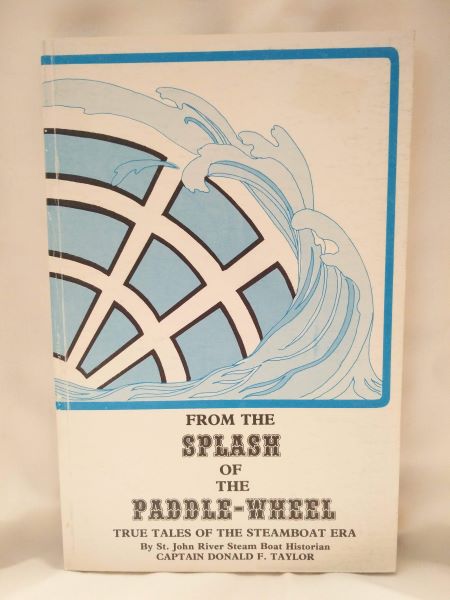 FROM THE
SPLASH
OF
THE
PADDLE-WHEEL
TRUE TALES OF THE STEAMBOAT ERA
By St. John River Steam Boat Historian
CAPTAIN DONALD F. TAYLOR